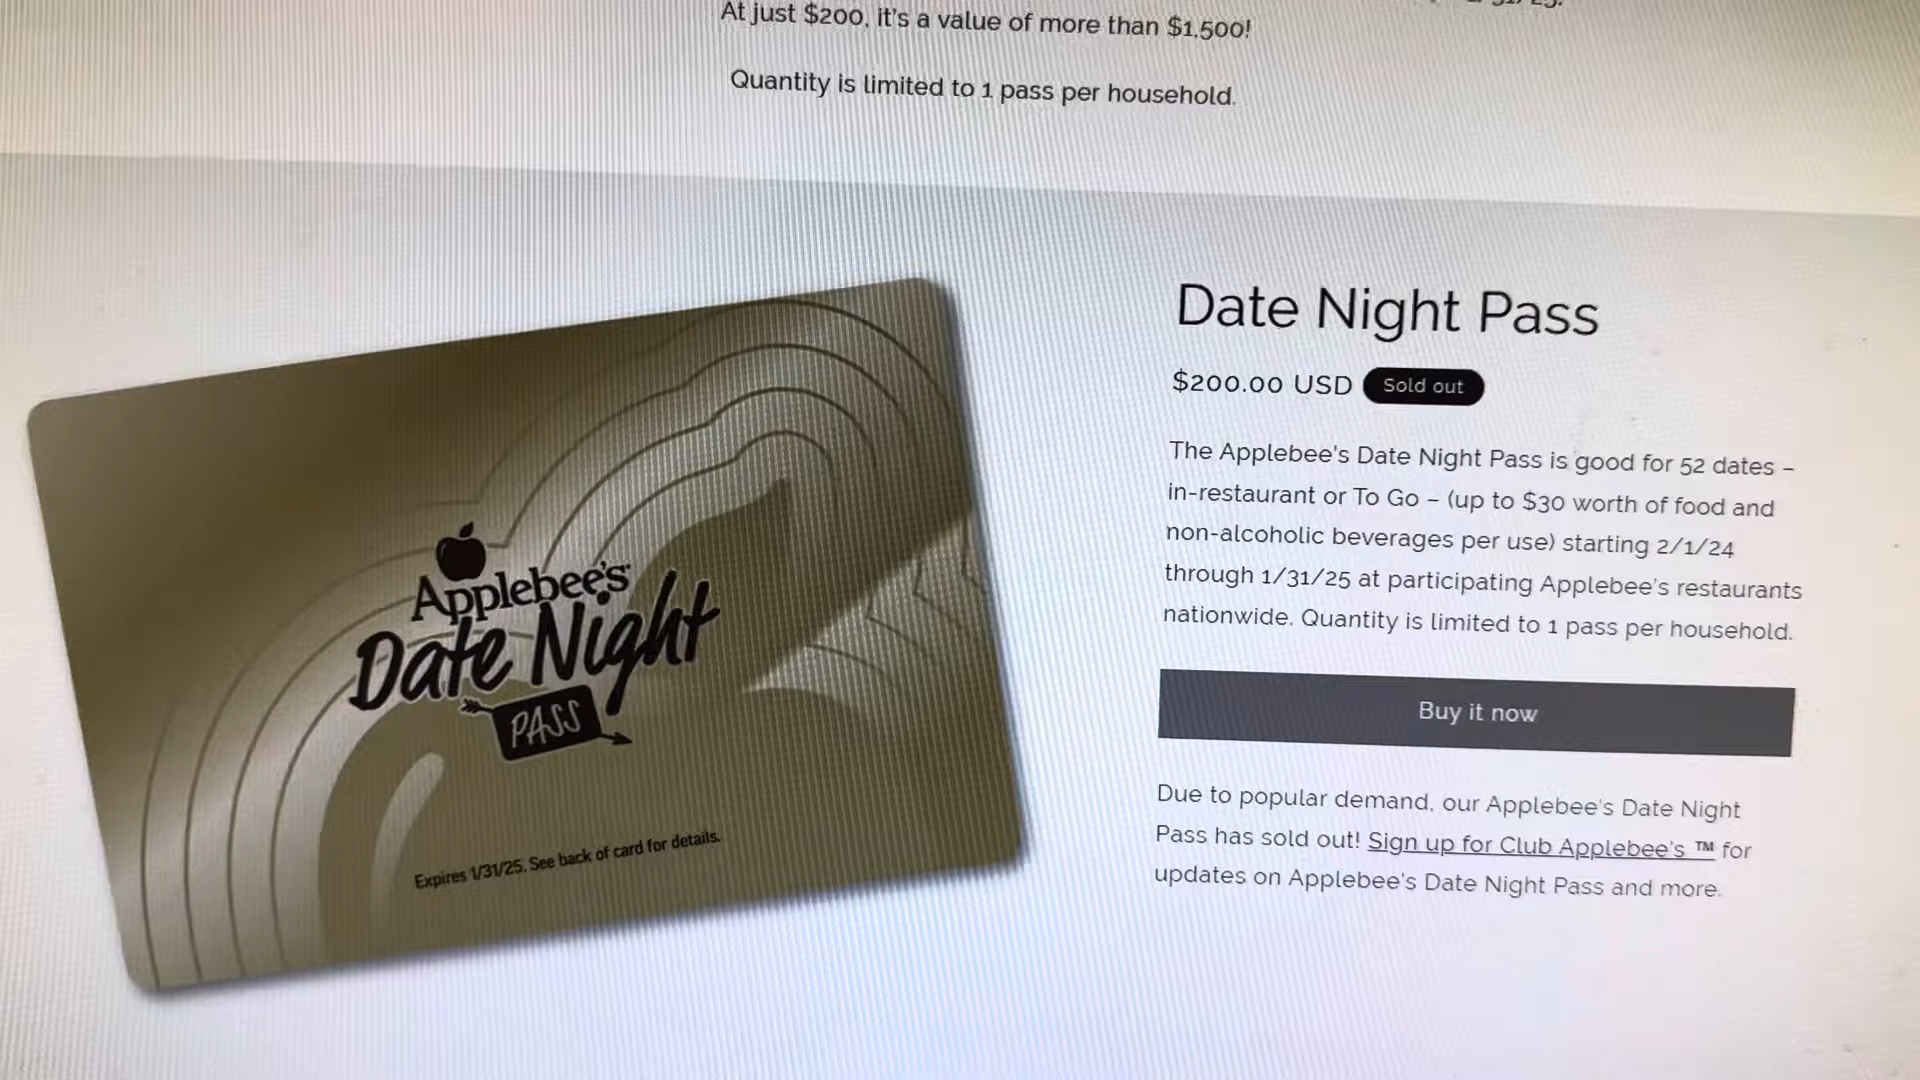 At just $200, it's a value of more than $1,500!
Quantity is limited to 1 pass per household.
Applebee's
Date Night
PASS
Expires 1/31/25. See back of card for details.
Date Night Pass
$200.00 USD Sold out
The Applebee's Date Night Pass is good for 52 dates –
in-restaurant or To Go – (up to $30 worth of food and
non-alcoholic beverages per use) starting 2/1/24
through 1/31/25 at participating Applebee's restaurants
nationwide. Quantity is limited to 1 pass per household.
Buy it now
Due to popular demand, our Applebee's Date Night
Pass has sold out! Sign up for Club Applebee's ™ for
updates on Applebee's Date Night Pass and more.